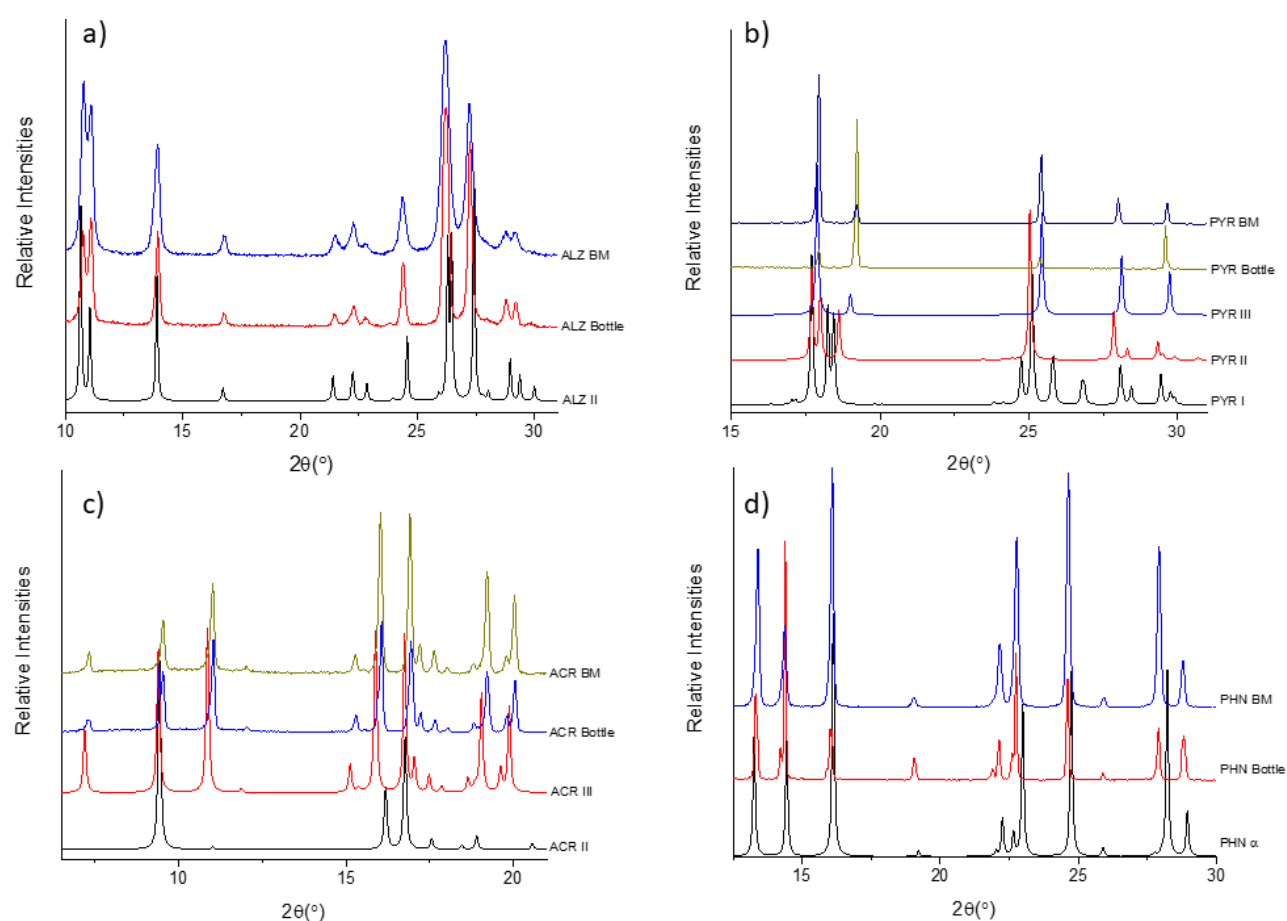 a)
Relative Intensities
ALZ BM
ALZ Bottle
ALZ II
10 15 20 25 30
2θ(°)
b)
Relative Intensities
PYR BM
PYR Bottle
PYR III
PYR II
PYR I
15 20 25 30
2θ(°)
c)
Relative Intensities
ACR BM
ACR Bottle
ACR III
ACR II
10 15 20
2θ(°)
d)
Relative Intensities
PHN BM
PHN Bottle
PHN α
15 20 25 30
2θ(°)